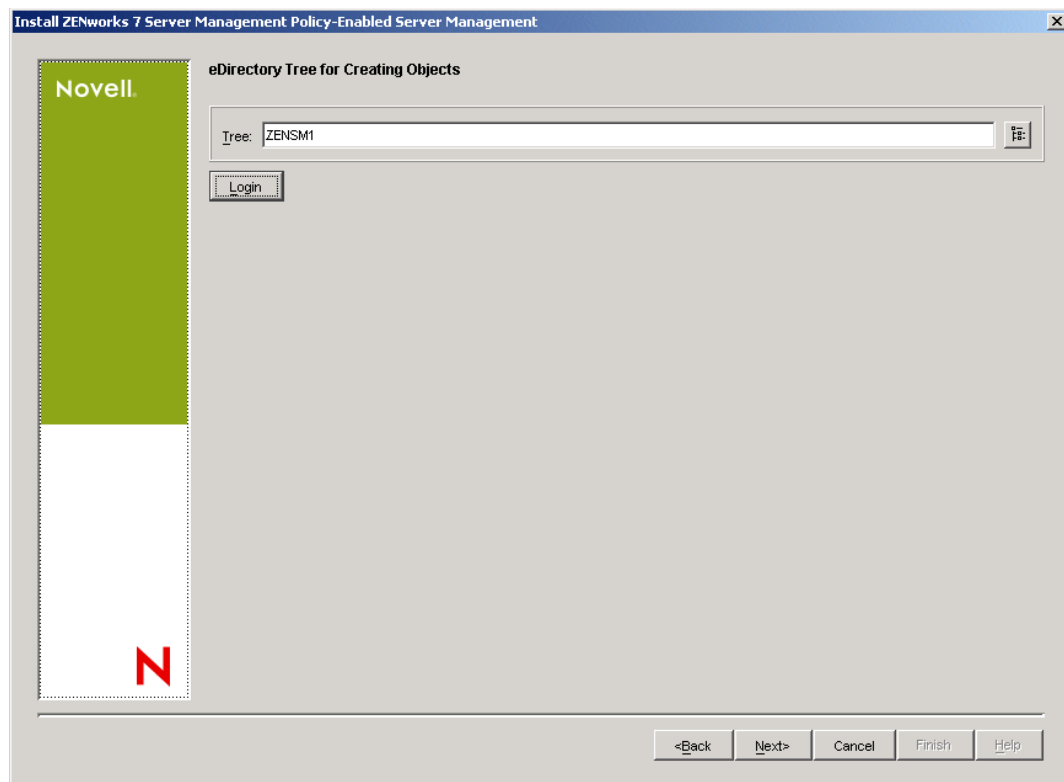 Install ZENworks 7 Server Management Policy-Enabled Server Management
Novell.
eDirectory Tree for Creating Objects
Tree: ZENSM1
Login
N
<Back Next> Cancel Finish Help